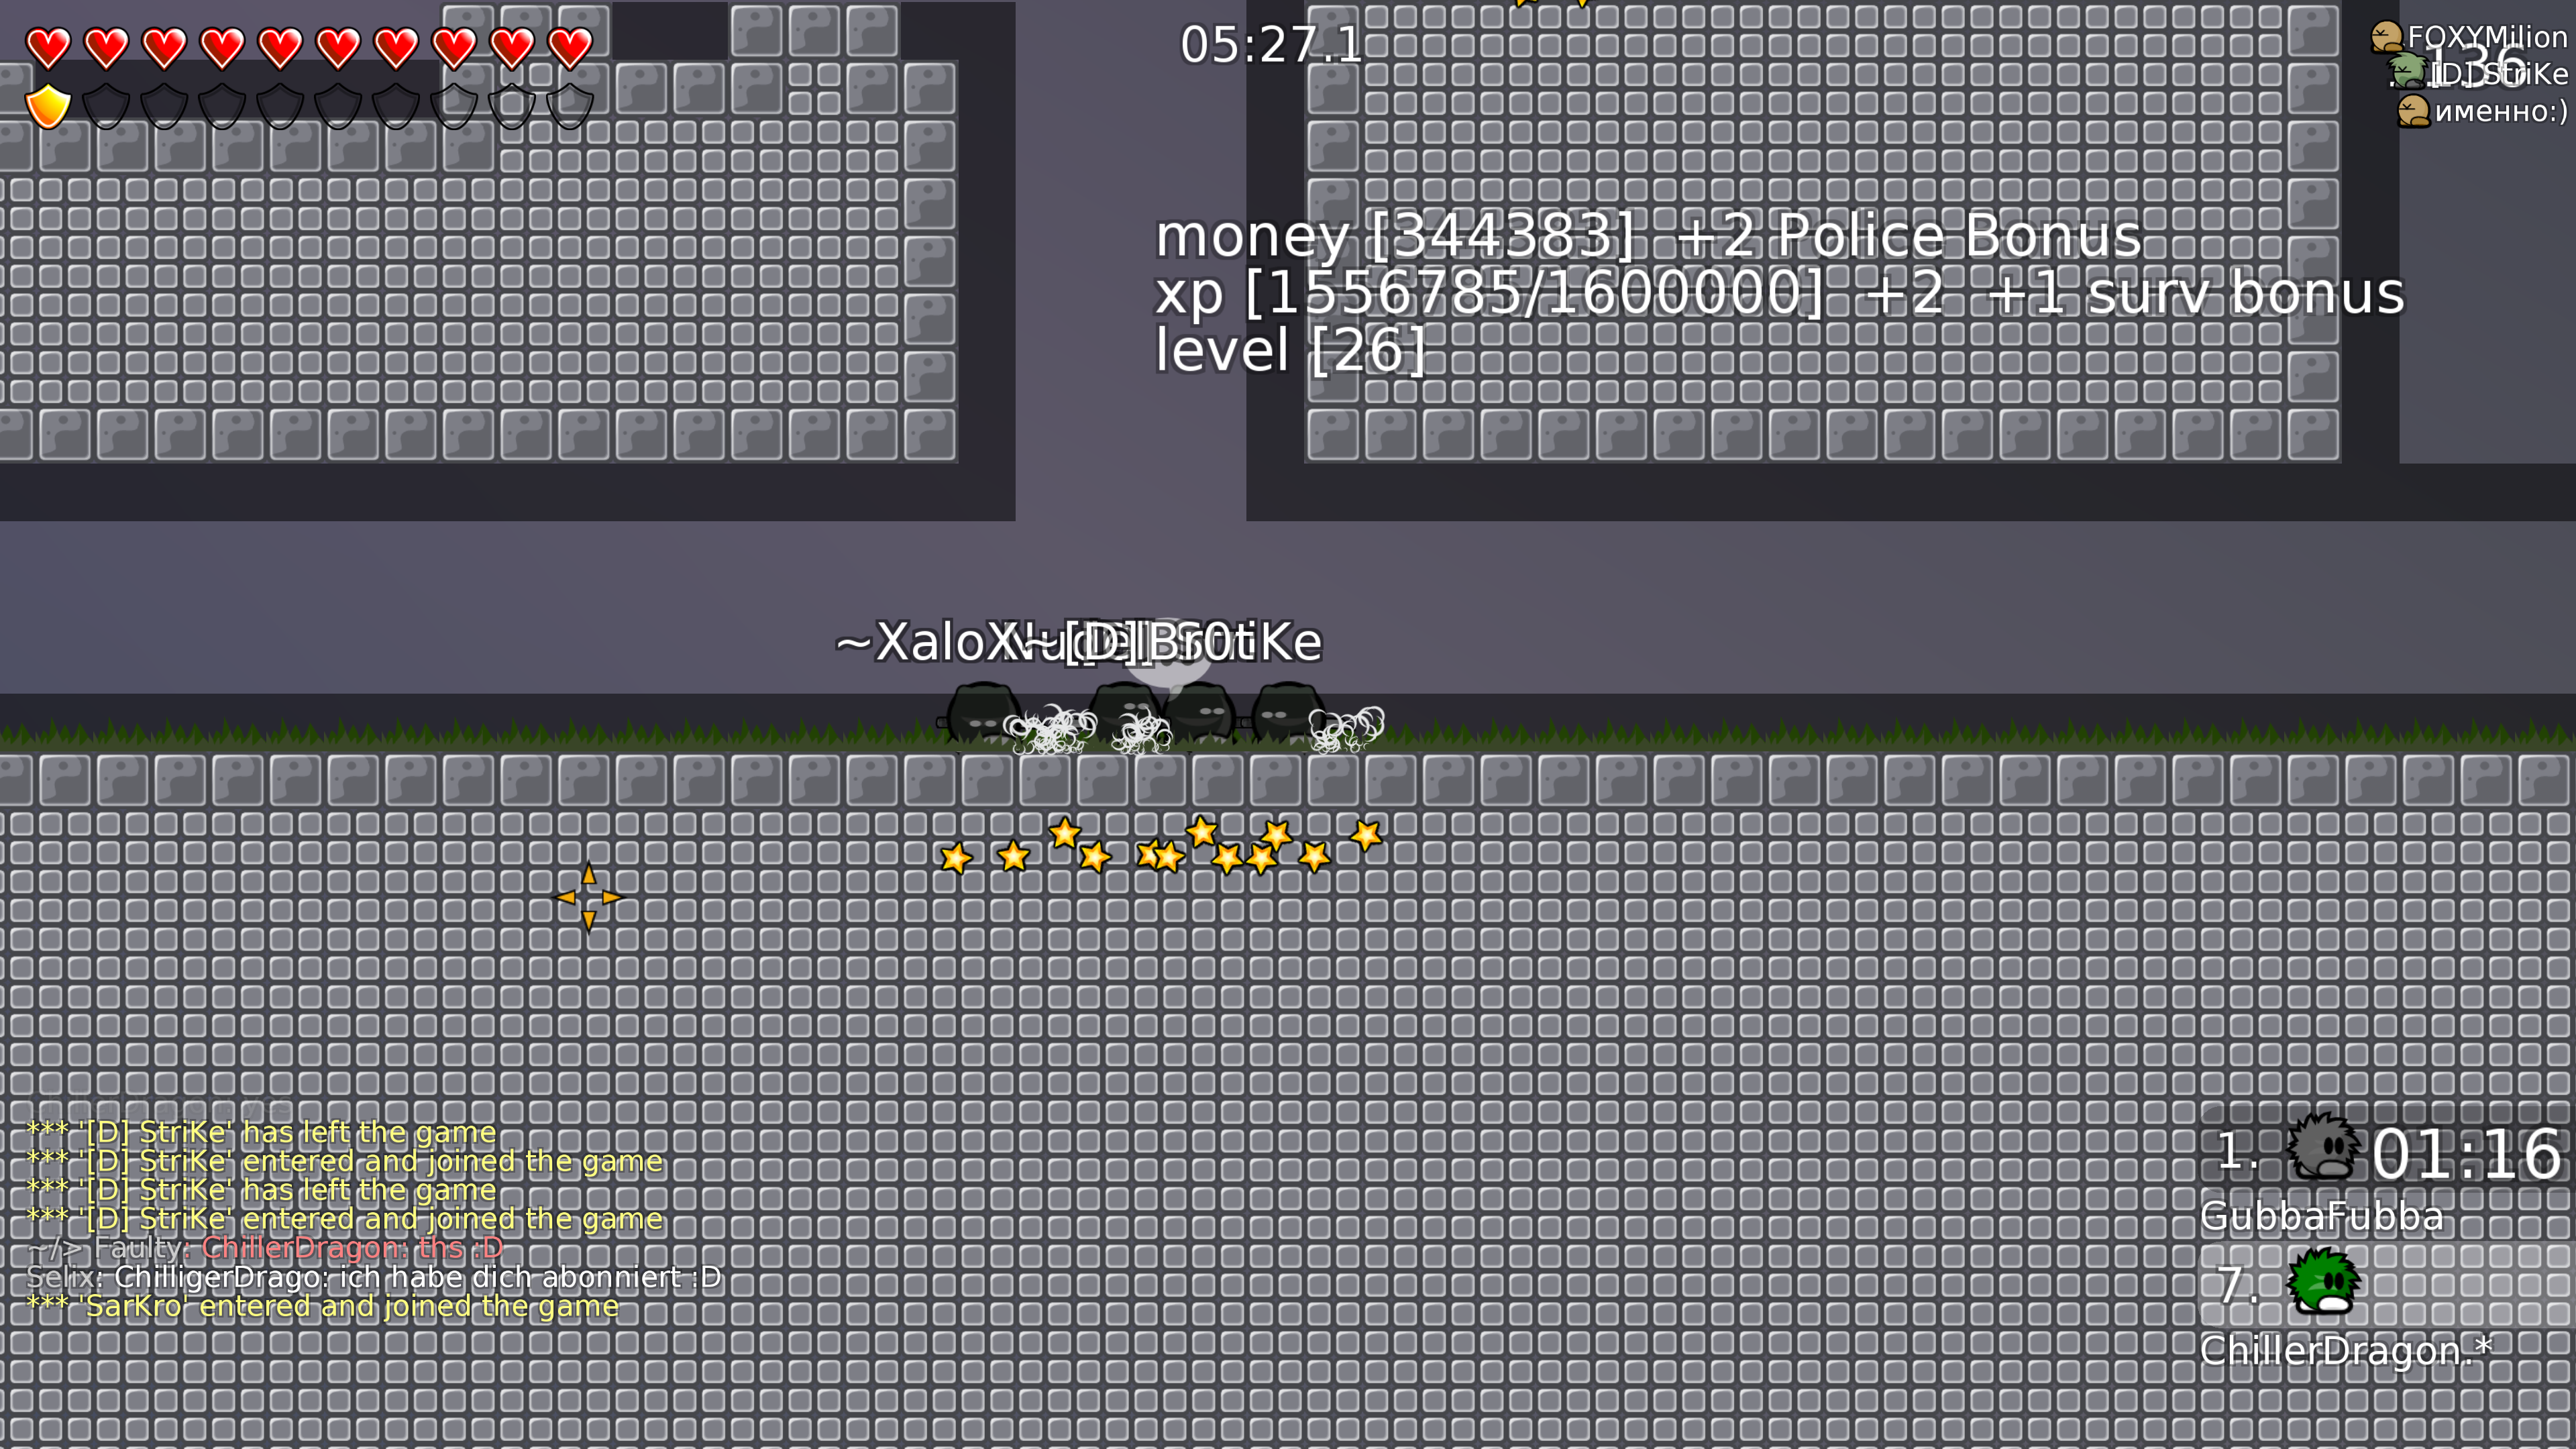 05:27.1
FOXYMilion
136
[D] StriKe
именно:)
money [344383] +2 Police Bonus
xp [1556785/1600000] +2 +1 surv bonus
level [26]
*** '[D] StriKe' has left the game
*** '[D] StriKe' entered and joined the game
*** '[D] StriKe' has left the game
*** '[D] StriKe' entered and joined the game
~/> Faulty: ChillerDragon: ths :D
Selix: ChilligerDrago: ich habe dich abonniert :D
*** 'SarKro' entered and joined the game
1. 01:16
GubbaFubba
7.
ChillerDragon.*